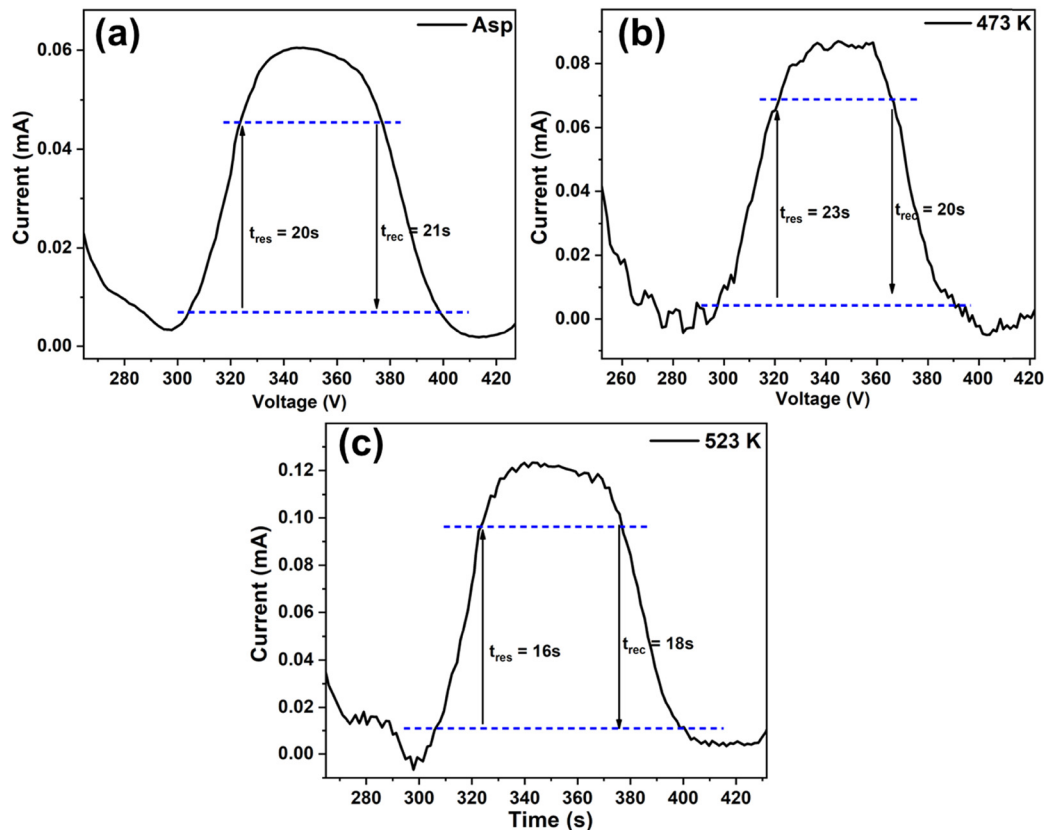 (a)
Asp
Current (mA)
0.06
0.04
0.02
0.00
t_res = 20s
t_rec = 21s
280 300 320 340 360 380 400 420
Voltage (V)
(b)
473 K
Current (mA)
0.08
0.06
0.04
0.02
0.00
t_res = 23s
t_rec = 20s
260 280 300 320 340 360 380 400 420
Voltage (V)
(c)
523 K
Current (mA)
0.12
0.10
0.08
0.06
0.04
0.02
0.00
t_res = 16s
t_rec = 18s
280 300 320 340 360 380 400 420
Time (s)